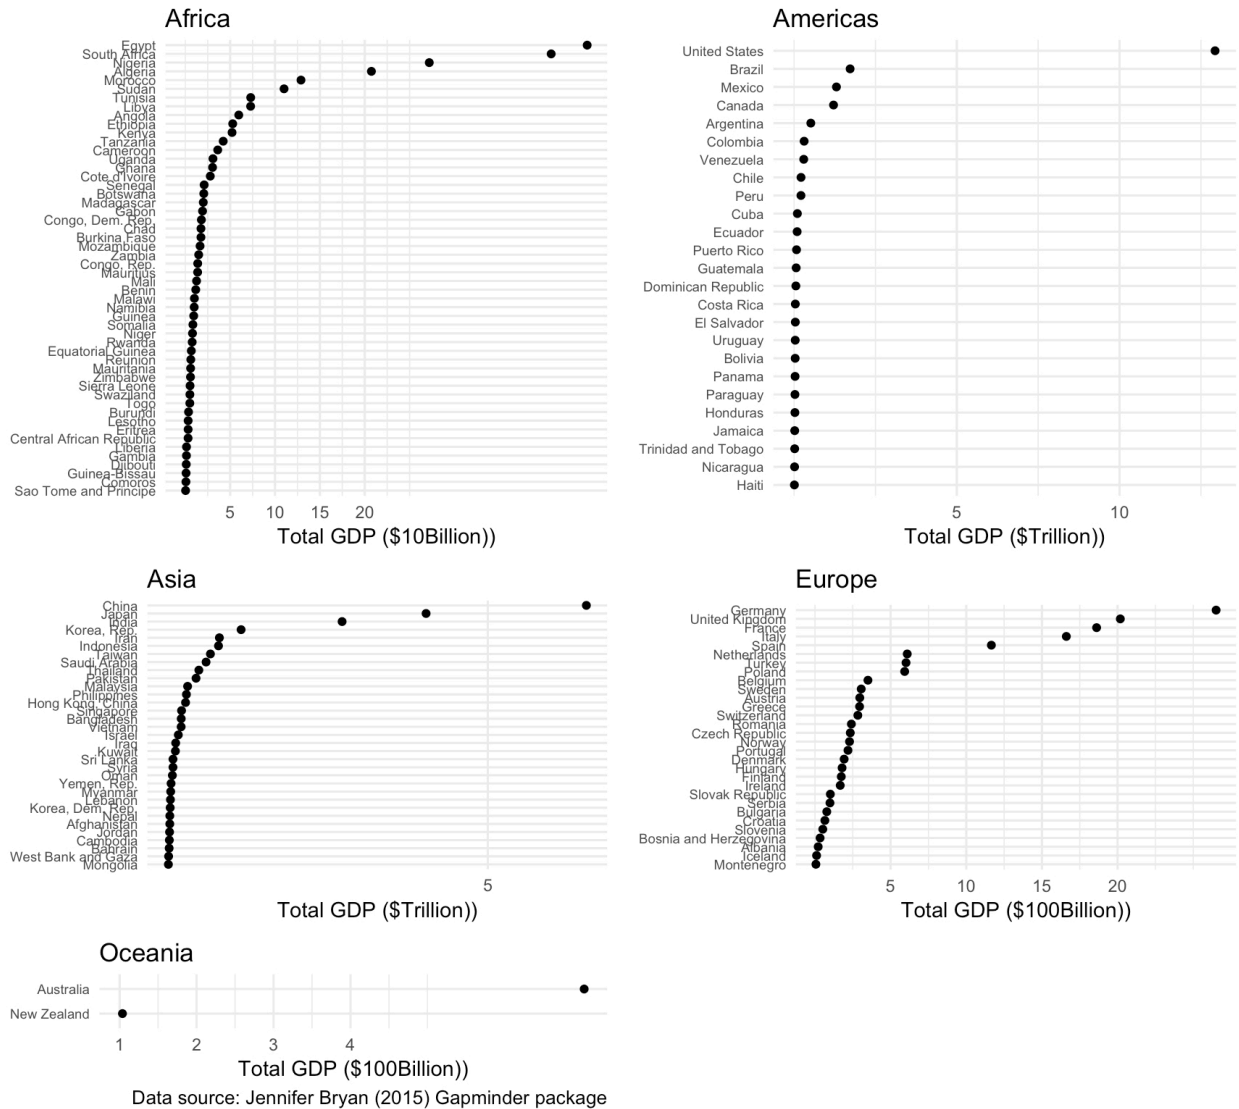 Africa
Egypt
South Africa
Nigeria
Algeria
Morocco
Sudan
Tunisia
Libya
Angola
Ethiopia
Kenya
Tanzania
Cameroon
Uganda
Ghana
Cote d'Ivoire
Senegal
Botswana
Madagascar
Gabon
Congo, Dem. Rep.
Chad
Burkina Faso
Mozambique
Zambia
Congo, Rep.
Mauritius
Mali
Benin
Malawi
Namibia
Guinea
Somalia
Niger
Rwanda
Equatorial Guinea
Reunion
Mauritania
Zimbabwe
Sierra Leone
Swaziland
Togo
Burundi
Lesotho
Eritrea
Central African Republic
Liberia
Gambia
Djibouti
Guinea-Bissau
Comoros
Sao Tome and Principe
5 10 15 20
Total GDP ($10Billion))
Americas
United States
Brazil
Mexico
Canada
Argentina
Colombia
Venezuela
Chile
Peru
Cuba
Ecuador
Puerto Rico
Guatemala
Dominican Republic
Costa Rica
El Salvador
Uruguay
Bolivia
Panama
Paraguay
Honduras
Jamaica
Trinidad and Tobago
Nicaragua
Haiti
5 10
Total GDP ($Trillion))
Asia
China
Japan
India
Korea, Rep.
Iran
Indonesia
Taiwan
Saudi Arabia
Thailand
Pakistan
Malaysia
Philippines
Hong Kong, China
Singapore
Bangladesh
Vietnam
Israel
Iraq
Kuwait
Sri Lanka
Syria
Oman
Yemen, Rep.
Myanmar
Lebanon
Korea, Dem. Rep.
Nepal
Afghanistan
Jordan
Cambodia
Bahrain
West Bank and Gaza
Mongolia
5
Total GDP ($Trillion))
Europe
Germany
United Kingdom
France
Italy
Spain
Netherlands
Turkey
Poland
Belgium
Sweden
Austria
Greece
Switzerland
Romania
Czech Republic
Norway
Portugal
Denmark
Hungary
Finland
Ireland
Slovak Republic
Serbia
Bulgaria
Croatia
Slovenia
Bosnia and Herzegovina
Albania
Iceland
Montenegro
5 10 15 20
Total GDP ($100Billion))
Oceania
Australia
New Zealand
1 2 3 4
Total GDP ($100Billion))
Data source: Jennifer Bryan (2015) Gapminder package